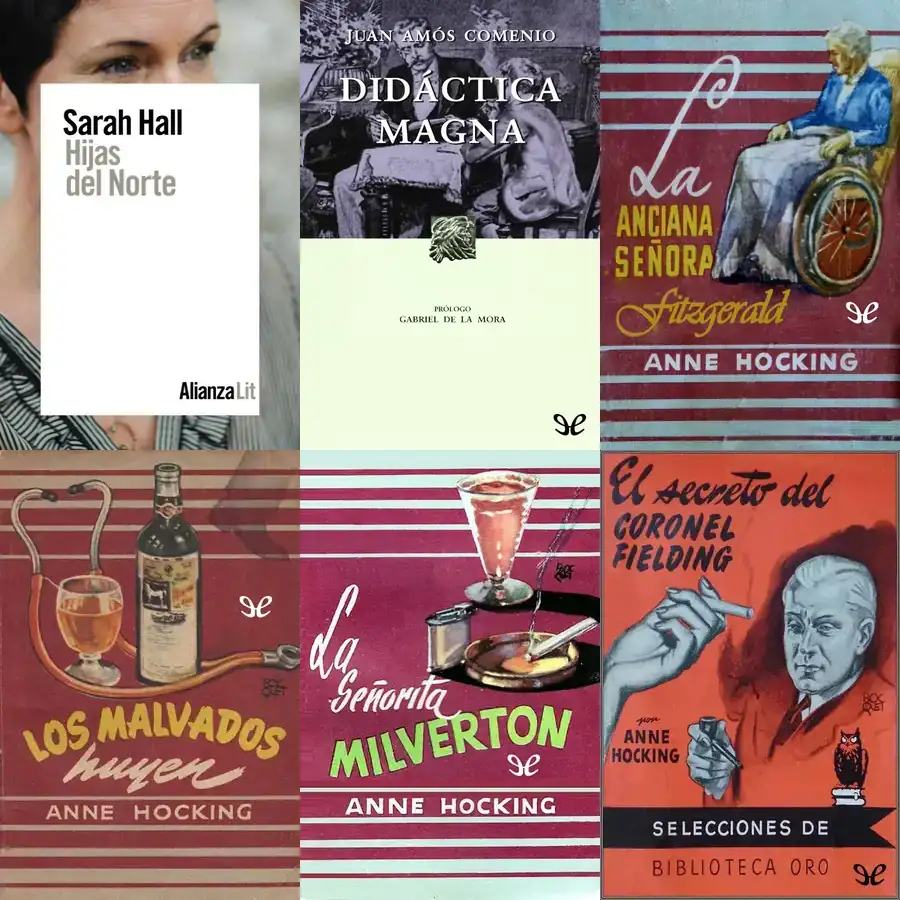 Sarah Hall
Hijas
del Norte
AlianzaLit
JUAN AMÓS COMENIO
DIDÁCTICA
MAGNA
PRÓLOGO
GABRIEL DE LA MORA
La
ANCIANA
SEÑORA
Fitzgerald
ANNE HOCKING
LOS MALVADOS
huyen
ANNE HOCKING
La
Señorita
MILVERTON
ANNE HOCKING
El secreto del
CORONEL
FIELDING
por
ANNE
HOCKING
SELECCIONES DE
BIBLIOTECA ORO